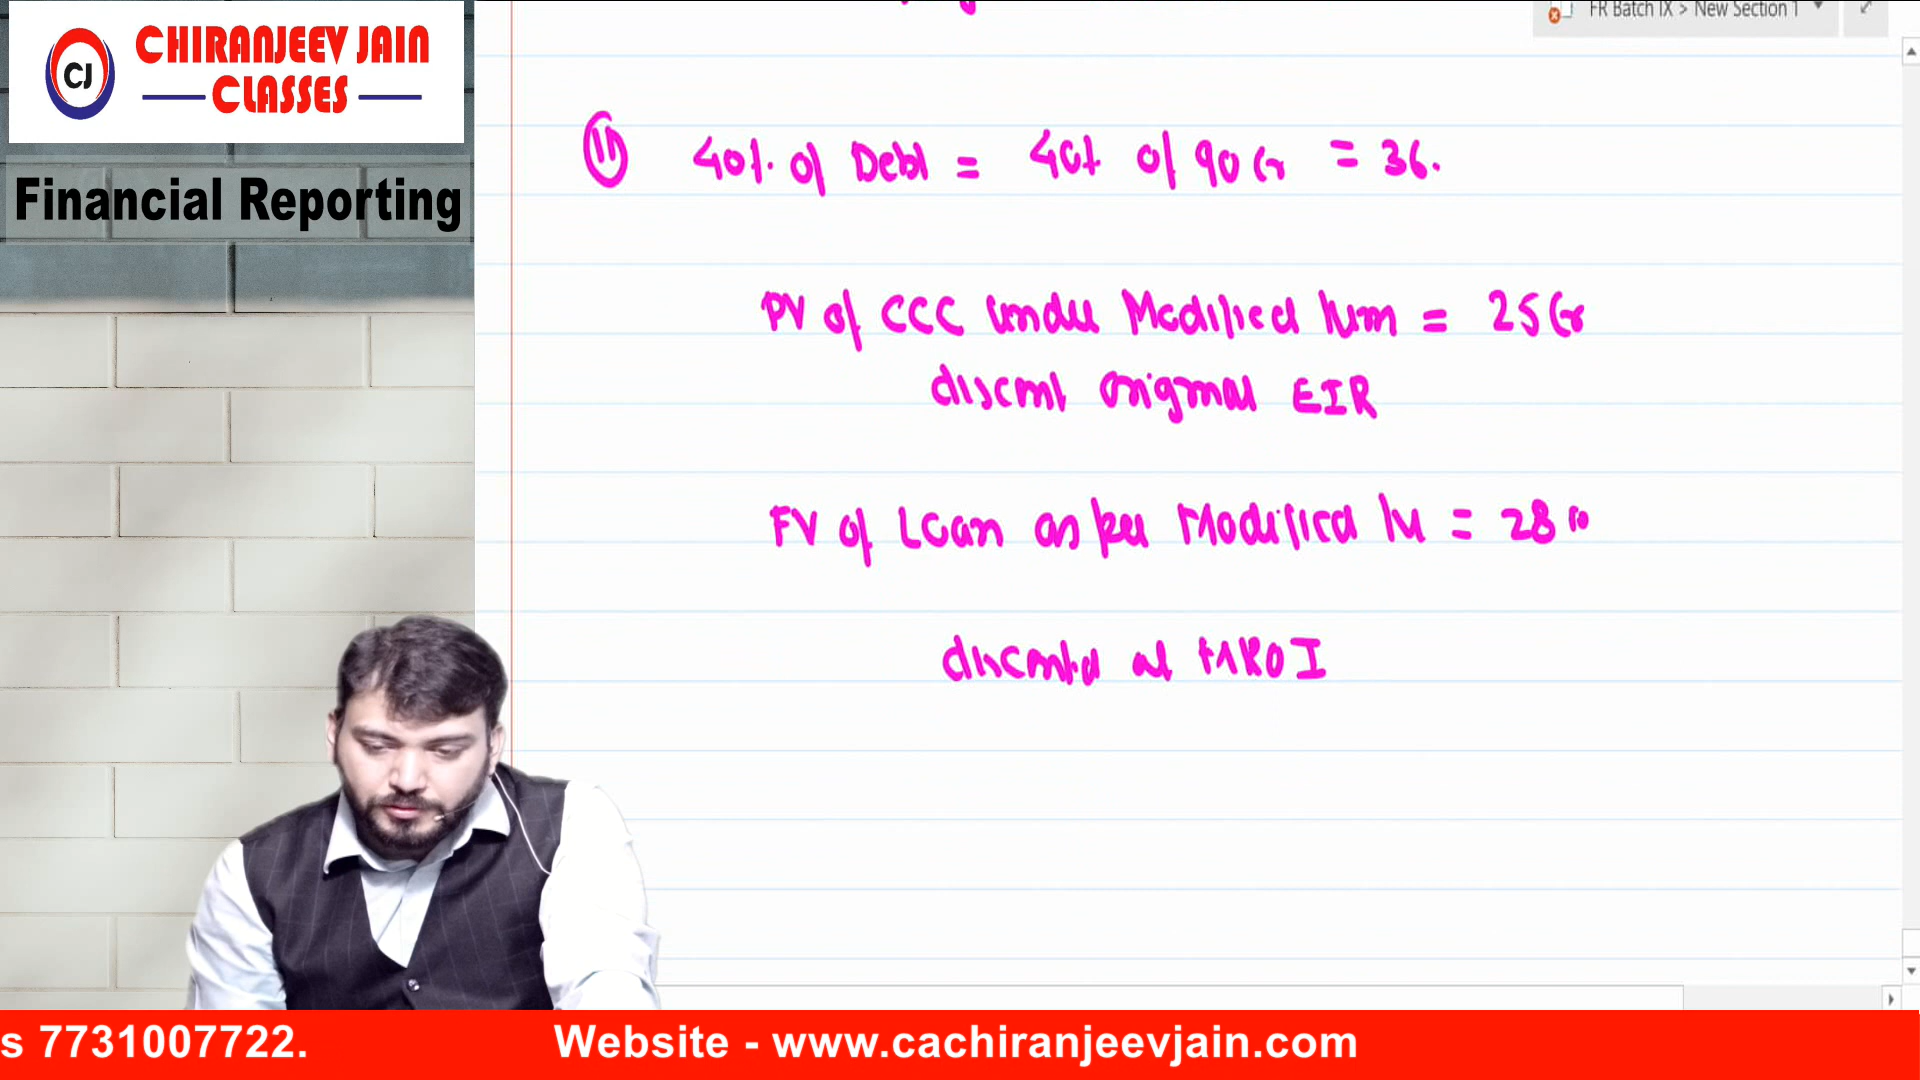 FR Batch IX > New Section 1
CHIRANJEEV JAIN
CJ
CLASSES
Financial Reporting
(11) 40% of Debt = 40% of 90 Cr = 36.
PV of CCC under Modified term = 25 Cr
discount original EIR
FV of Loan as per Modified = 28
discounted at MROI
s 7731007722.
Website - www.cachiranjeevjain.com